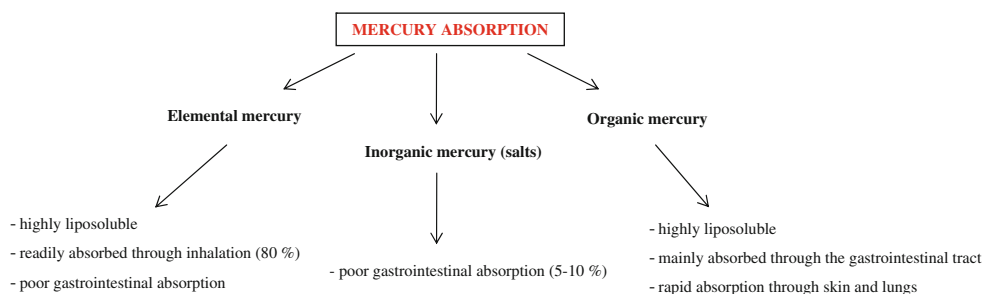 MERCURY ABSORPTION
Elemental mercury
Inorganic mercury (salts)
Organic mercury
- highly liposoluble
- readily absorbed through inhalation (80 %)
- poor gastrointestinal absorption
- poor gastrointestinal absorption (5-10 %)
- highly liposoluble
- mainly absorbed through the gastrointestinal tract
- rapid absorption through skin and lungs